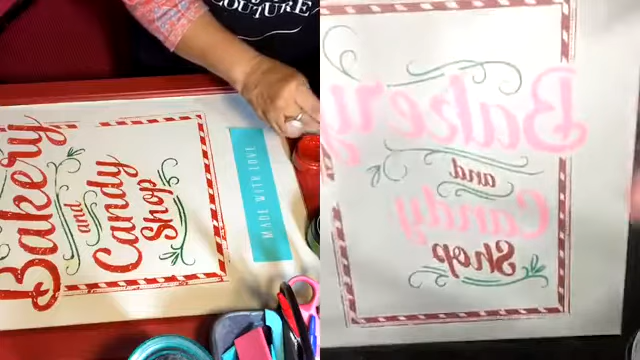 COUTURE
Bakery
and
Candy
Shop
MADE WITH LOVE
Bakery
and
Candy
Shop